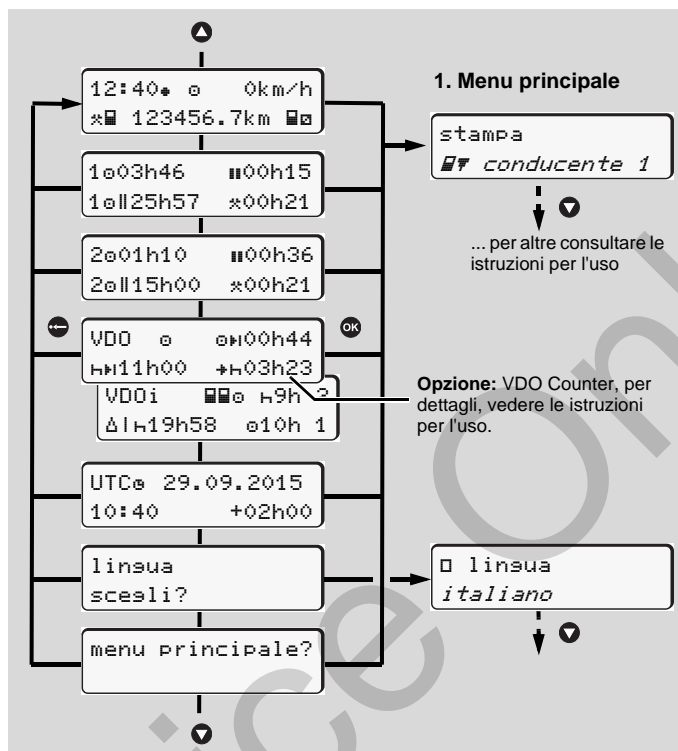 12:40 0km/h
123456.7km
1 03h46 00h15
1 25h57 00h21
2 01h10 00h36
2 15h00 00h21
VDO 00h44
11h00 03h23
VDOi 9h ?
19h58 10h 1
UTC 29.09.2015
10:40 +02h00
lingua
scegli?
menu principale?
OK
1. Menu principale
stampa
conducente 1
... per altre consultare le
istruzioni per l'uso
Opzione: VDO Counter, per
dettagli, vedere le istruzioni
per l'uso.
lingua
italiano